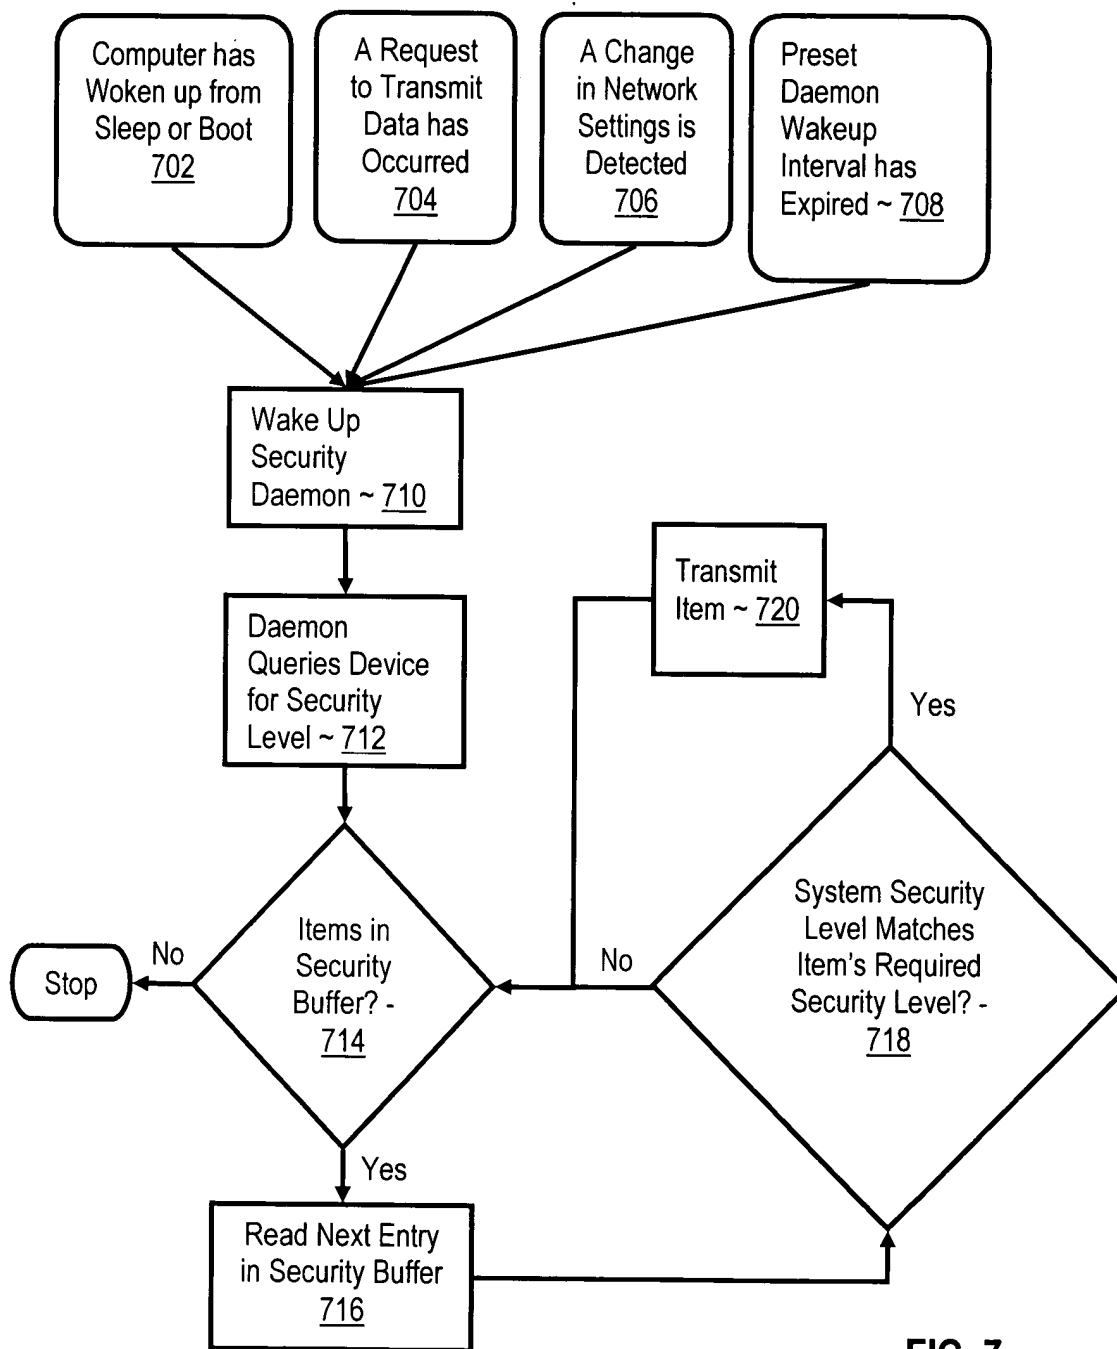 Computer has
Woken up from
Sleep or Boot
702
A Request
to Transmit
Data has
Occurred
704
A Change
in Network
Settings is
Detected
706
Preset
Daemon
Wakeup
Interval has
Expired ~ 708
Wake Up
Security
Daemon ~ 710
Daemon
Queries Device
for Security
Level ~ 712
Transmit
Item ~ 720
Yes
Items in
Security
Buffer? -
714
No
Stop
No
System Security
Level Matches
Item's Required
Security Level? -
718
Yes
Read Next Entry
in Security Buffer
716
FIG. 7